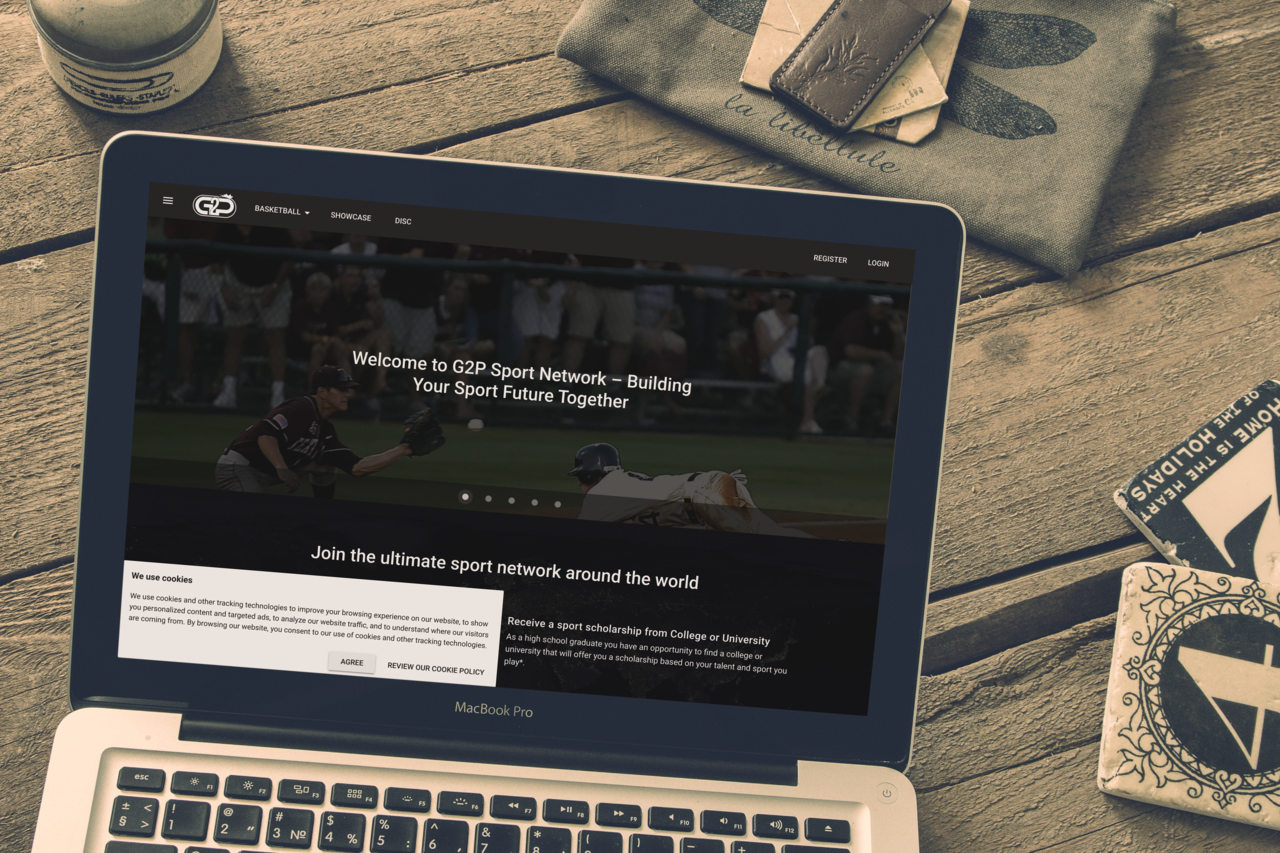 la libellule
G2P
BASKETBALL
SHOWCASE
DISC
REGISTER
LOGIN
Welcome to G2P Sport Network – Building
Your Sport Future Together
Join the ultimate sport network around the world
We use cookies
We use cookies and other tracking technologies to improve your browsing experience on our website, to show
you personalized content and targeted ads, to analyze our website traffic, and to understand where our visitors
are coming from. By browsing our website, you consent to our use of cookies and other tracking technologies.
AGREE
REVIEW OUR COOKIE POLICY
Receive a sport scholarship from College or University
As a high school graduate you have an opportunity to find a college or
university that will offer you a scholarship based on your talent and sport you
play*.
HOME IS THE HEART
OF THE HOLIDAYS
MacBook Pro
esc F1 F2 F3 F4 F5 F6 F7 F8 F9 F10 F11 F12
± < ! @ # $ % ^ & * (
§ > 1 2 " 3 № 4 % 5 : 6 , 7 8